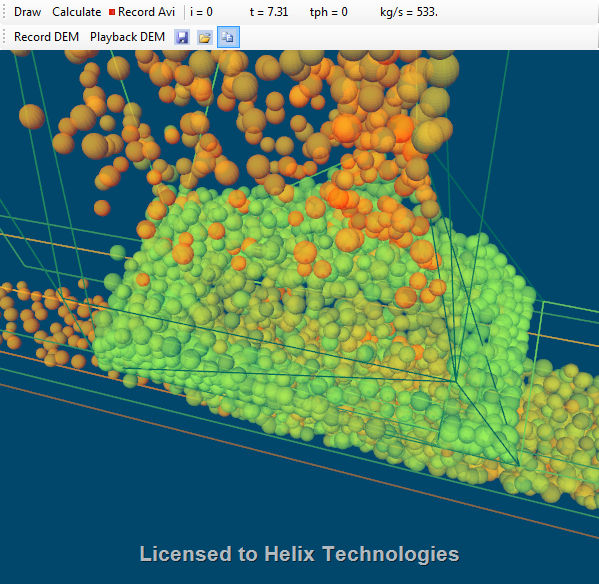 Draw Calculate Record Avi i = 0 t = 7.31 tph = 0 kg/s = 533.
Record DEM Playback DEM
Licensed to Helix Technologies